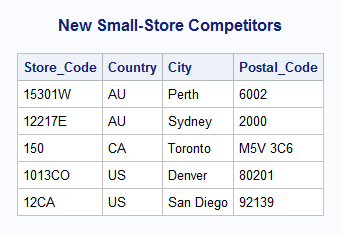 New Small-Store Competitors
Store_Code Country City Postal_Code
15301W AU Perth 6002
12217E AU Sydney 2000
150 CA Toronto M5V 3C6
1013CO US Denver 80201
12CA US San Diego 92139